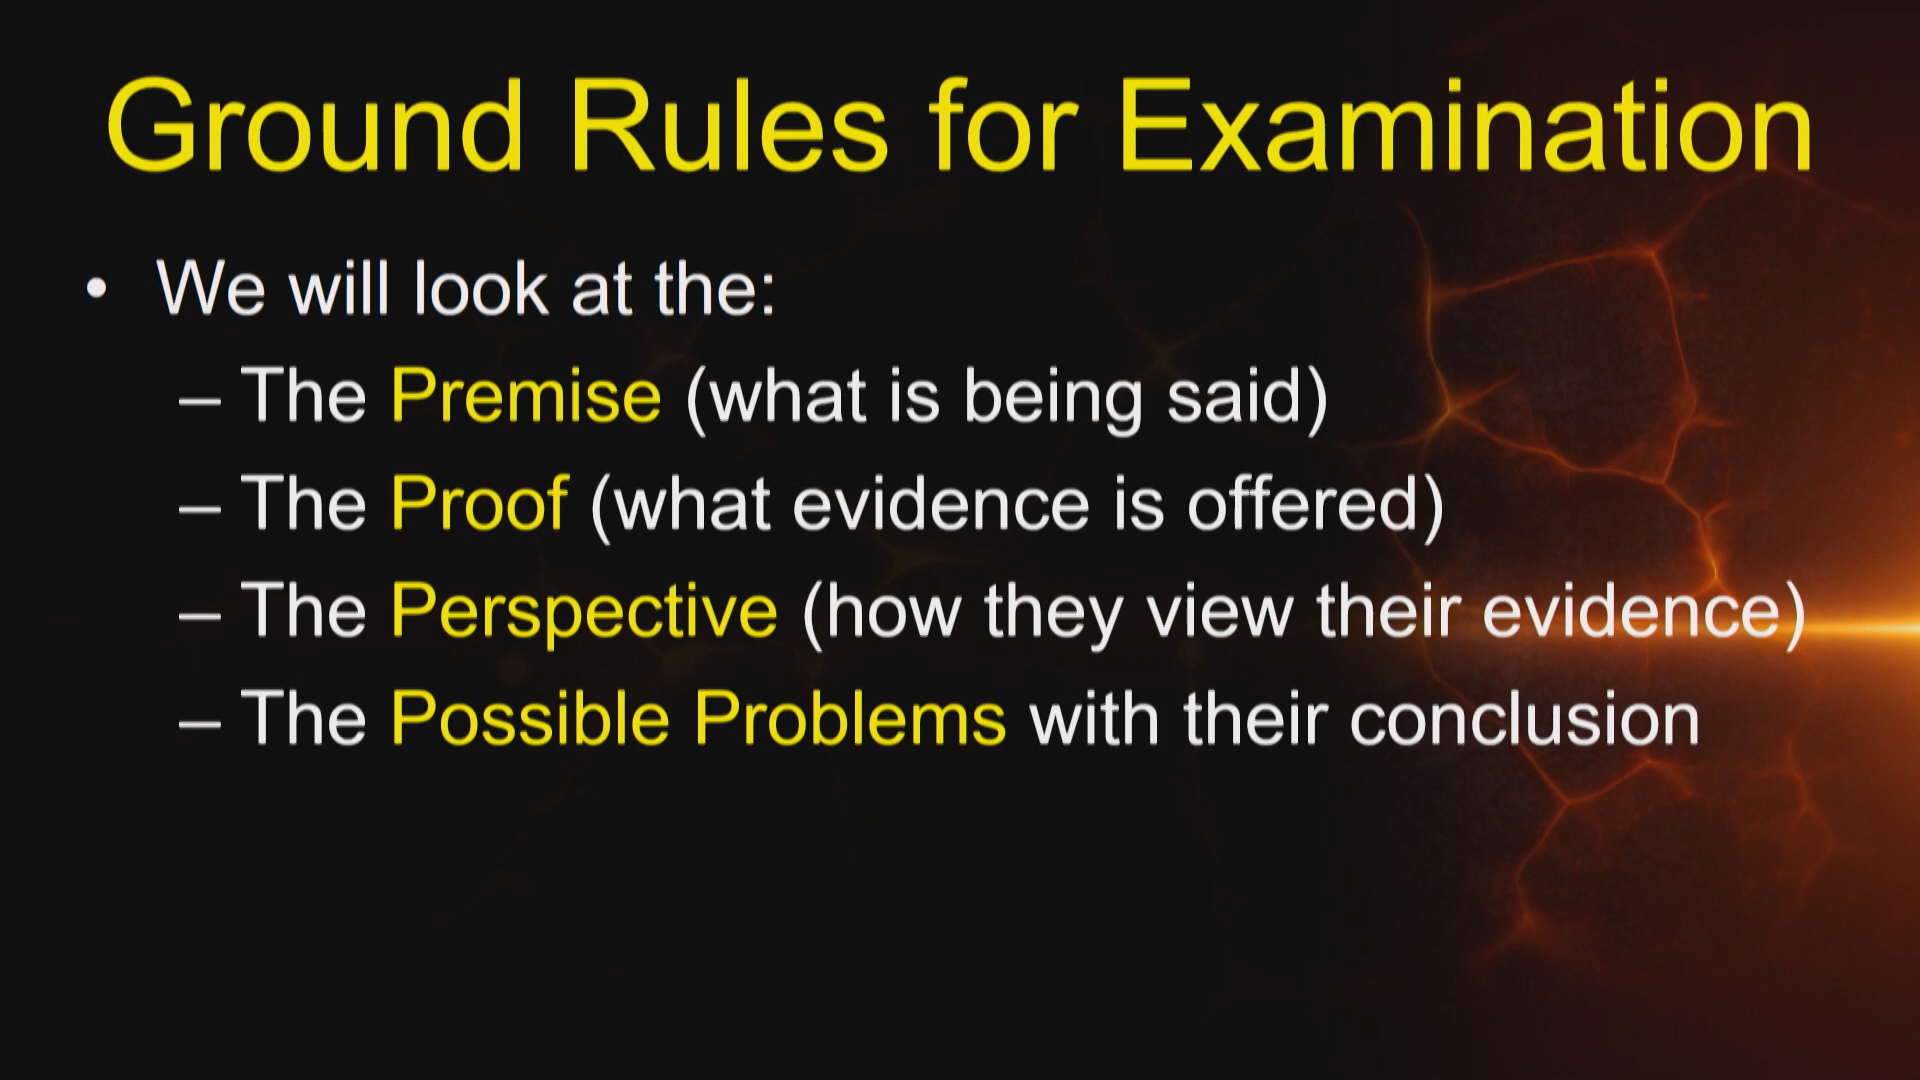 Ground Rules for Examination
• We will look at the:
– The Premise (what is being said)
– The Proof (what evidence is offered)
– The Perspective (how they view their evidence)
– The Possible Problems with their conclusion